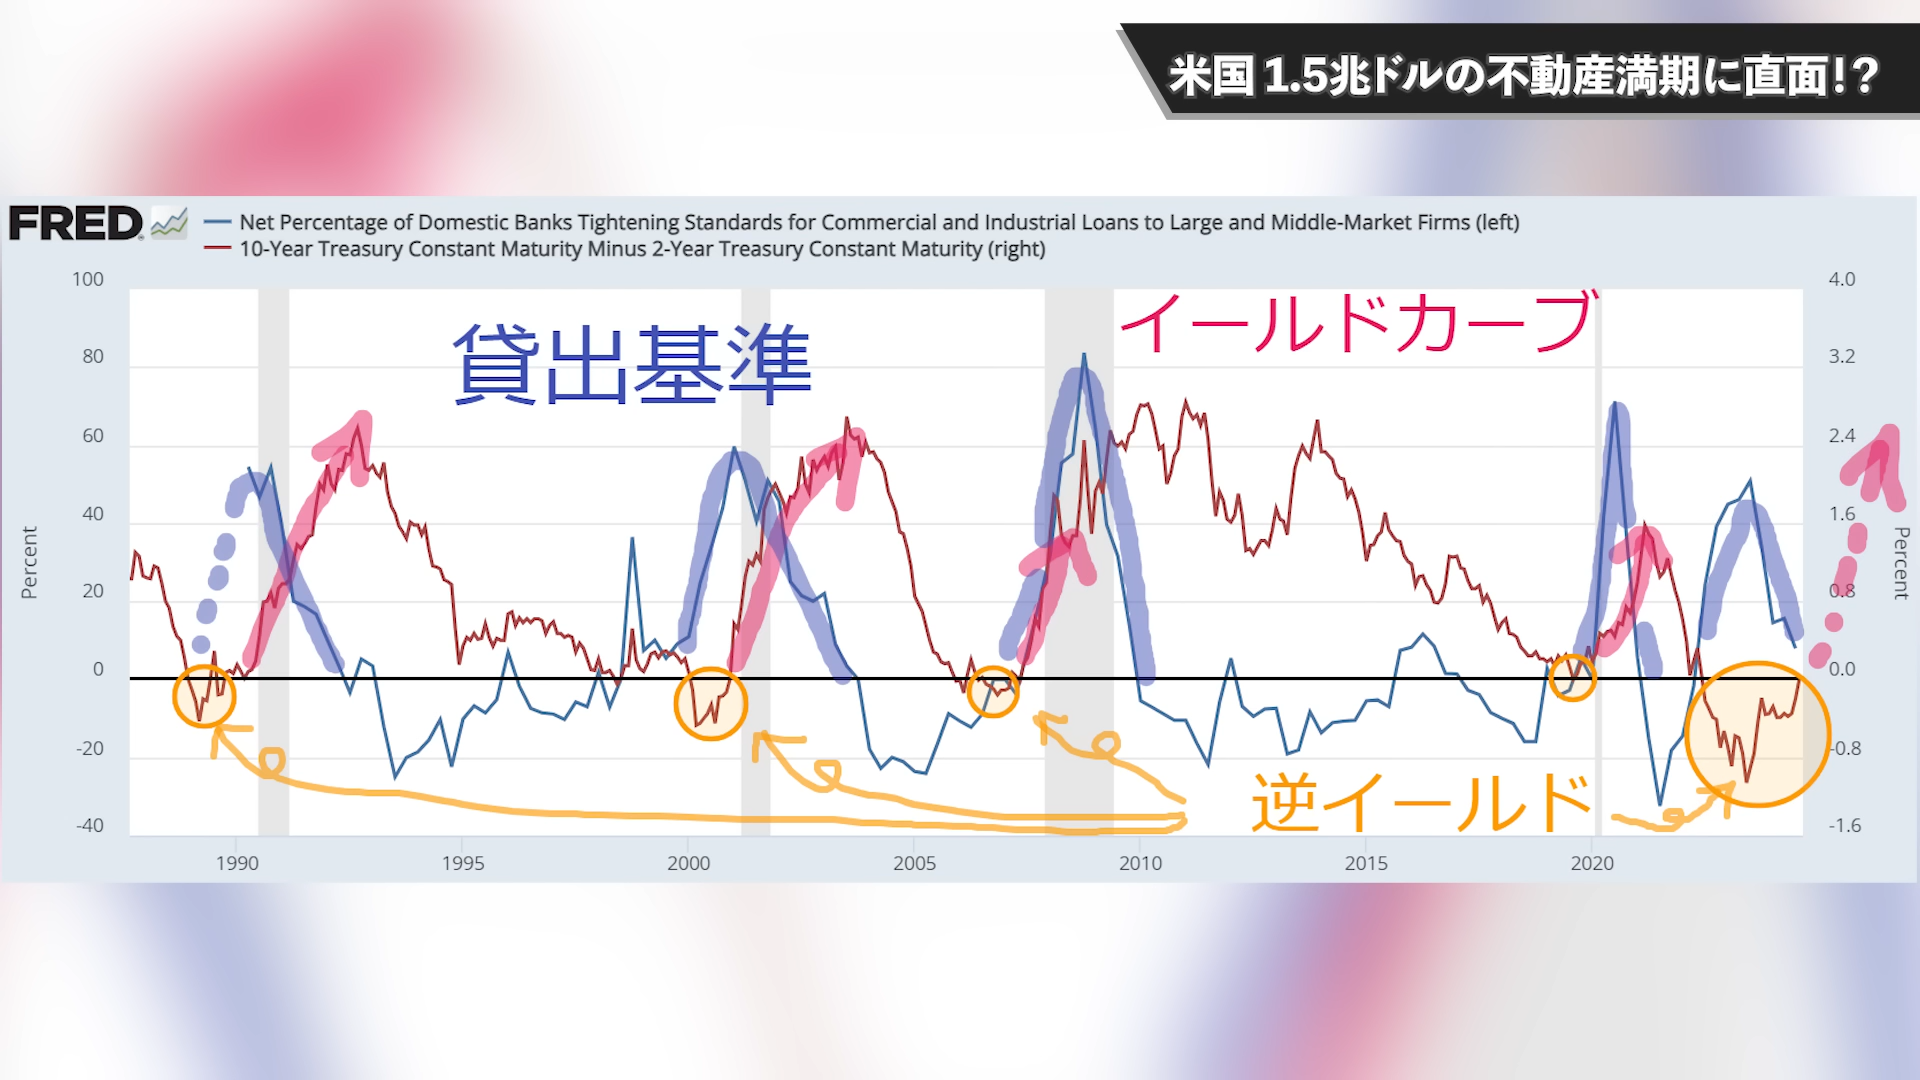 米国1.5兆ドルの不動産満期に直面!?
FRED
Net Percentage of Domestic Banks Tightening Standards for Commercial and Industrial Loans to Large and Middle-Market Firms (left)
10-Year Treasury Constant Maturity Minus 2-Year Treasury Constant Maturity (right)
100
80
60
40
20
0
-20
-40
Percent
貸出基準
イールドカーブ
逆イールド
4.0
3.2
2.4
1.6
0.8
0.0
-0.8
-1.6
Percent
1990
1995
2000
2005
2010
2015
2020